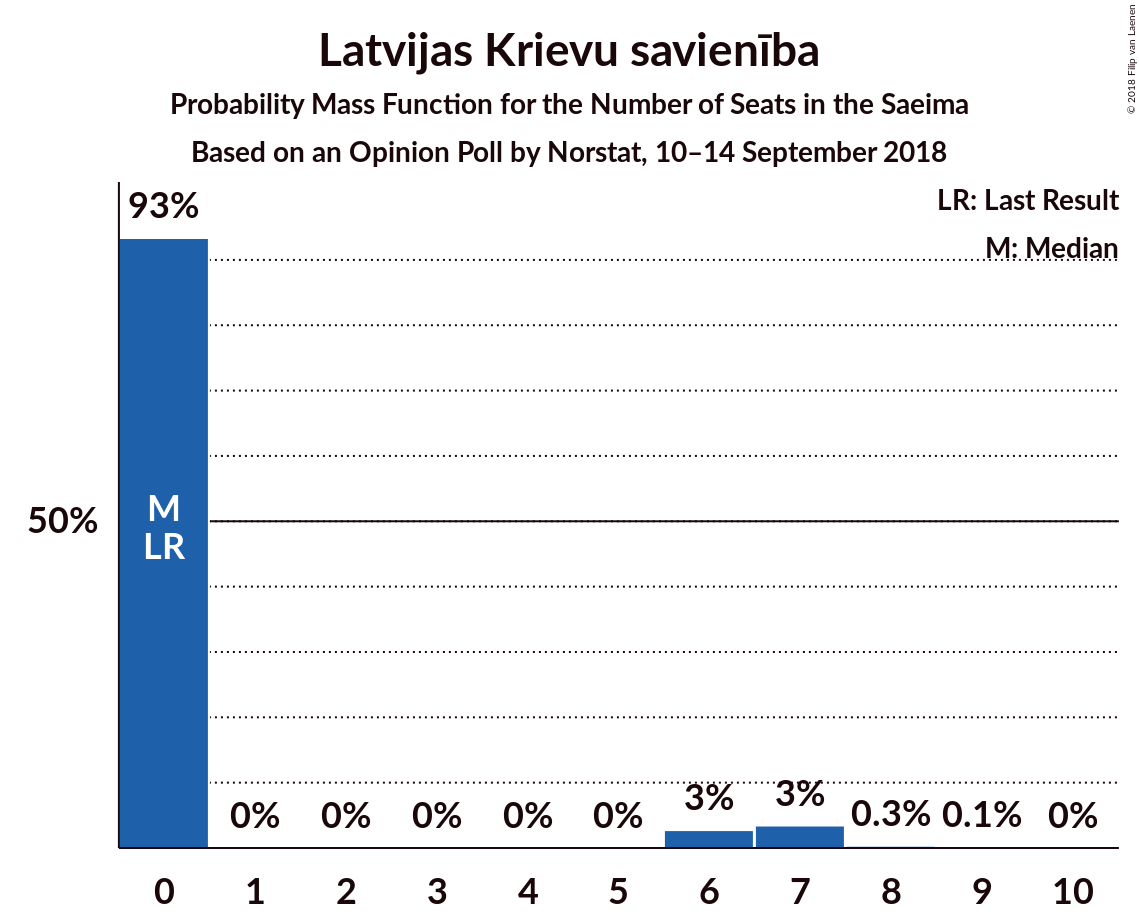 Latvijas Krievu savienība
Probability Mass Function for the Number of Seats in the Saeima
Based on an Opinion Poll by Norstat, 10–14 September 2018
© 2018 Filip van Laenen
LR: Last Result
M: Median
93%
M
LR
50%
0% 0% 0% 0% 0% 3% 3% 0.3% 0.1% 0%
0 1 2 3 4 5 6 7 8 9 10